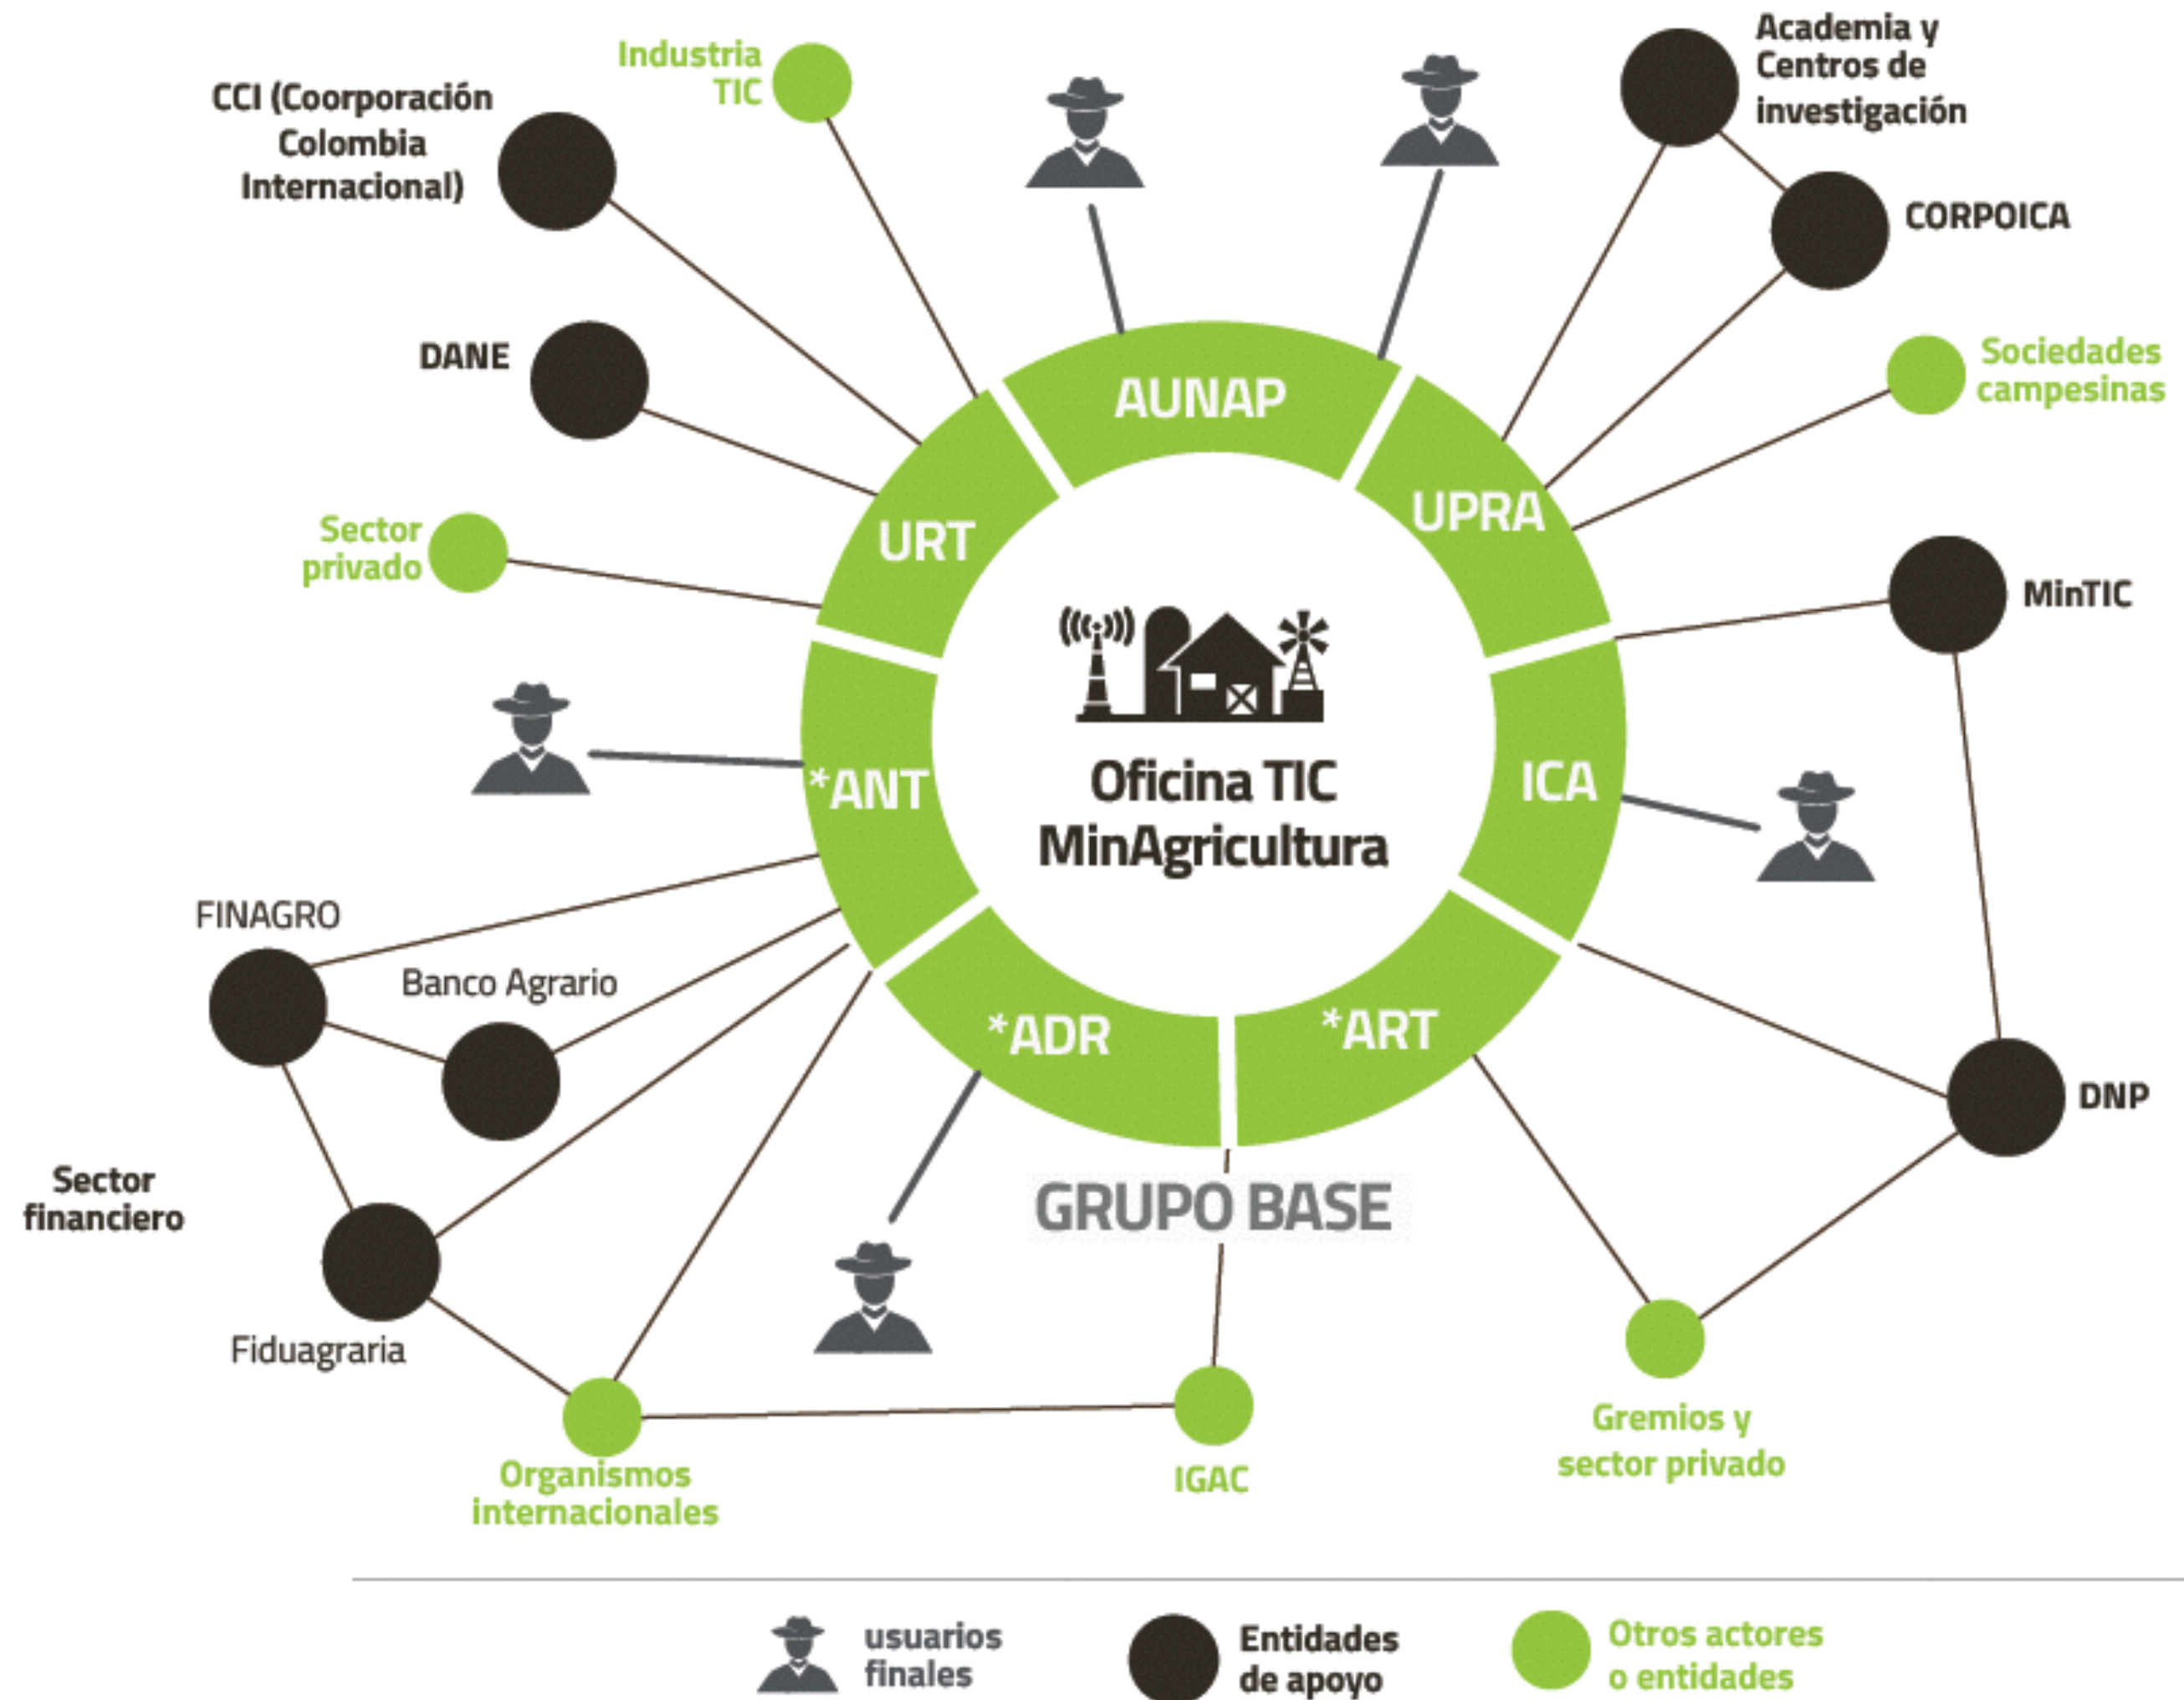 Industria
TIC
CCI (Coorporación
Colombia
Internacional)
Academia y
Centros de
investigación
CORPOICA
DANE
Sociedades
campesinas
AUNAP
UPRA
URT
Sector
privado
MinTIC
*ANT
ICA
Oficina TIC
MinAgricultura
FINAGRO
Banco Agrario
*ADR
*ART
DNP
Sector
financiero
GRUPO BASE
Fiduagraria
Organismos
internacionales
IGAC
Gremios y
sector privado
usuarios
finales
Entidades
de apoyo
Otros actores
o entidades